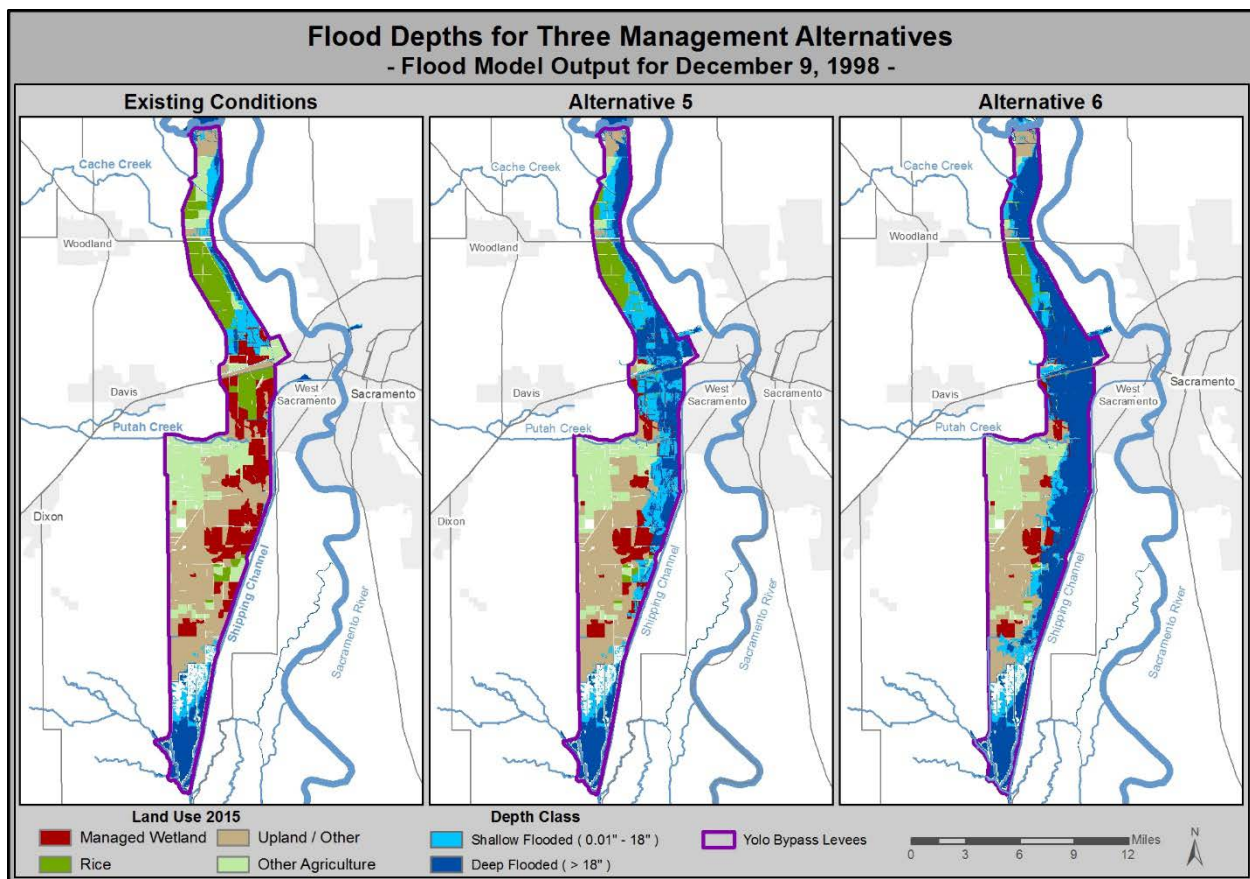 Flood Depths for Three Management Alternatives
- Flood Model Output for December 9, 1998 -
Existing Conditions
Cache Creek
Woodland
Davis
West
Sacramento
Sacramento
Putah Creek
Dixon
Shipping Channel
Sacramento River
Alternative 5
Cache Creek
Woodland
Davis
West
Sacramento
Sacramento
Putah Creek
Dixon
Shipping Channel
Sacramento River
Alternative 6
Cache Creek
Woodland
Davis
West
Sacramento
Sacramento
Putah Creek
Dixon
Shipping Channel
Sacramento River
Land Use 2015
Managed Wetland
Upland / Other
Rice
Other Agriculture
Depth Class
Shallow Flooded ( 0.01" - 18" )
Deep Flooded ( > 18" )
Yolo Bypass Levees
Miles
0 3 6 9 12
N